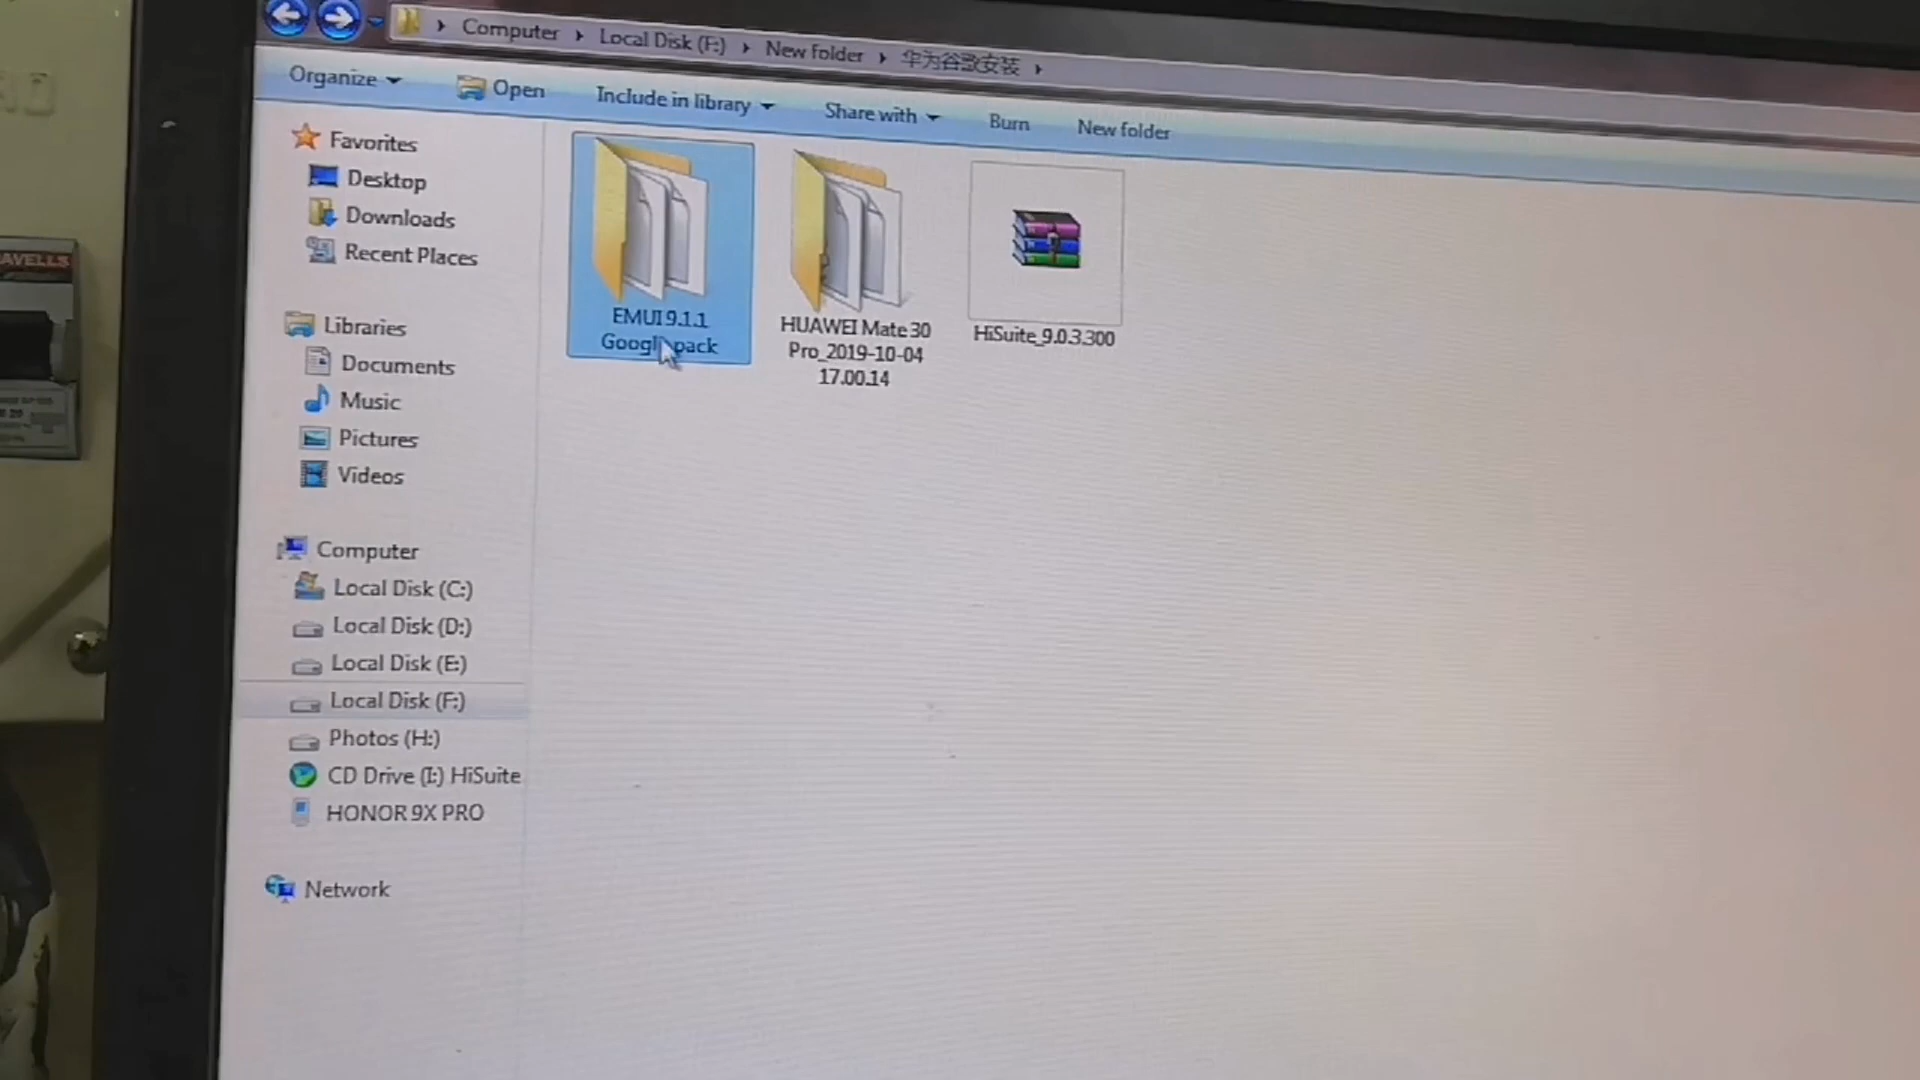 Computer
Local Disk (F:)
New folder
华为谷歌安装
Organize
Open
Include in library
Share with
Burn
New folder
Favorites
Desktop
Downloads
Recent Places
Libraries
Documents
Music
Pictures
Videos
Computer
Local Disk (C:)
Local Disk (D:)
Local Disk (E:)
Local Disk (F:)
Photos (H:)
CD Drive (I:) HiSuite
HONOR 9X PRO
Network
EMUI 9.1.1
Google pack
HUAWEI Mate 30
Pro_2019-10-04
17.00.14
HiSuite_9.0.3.300
AVELLS